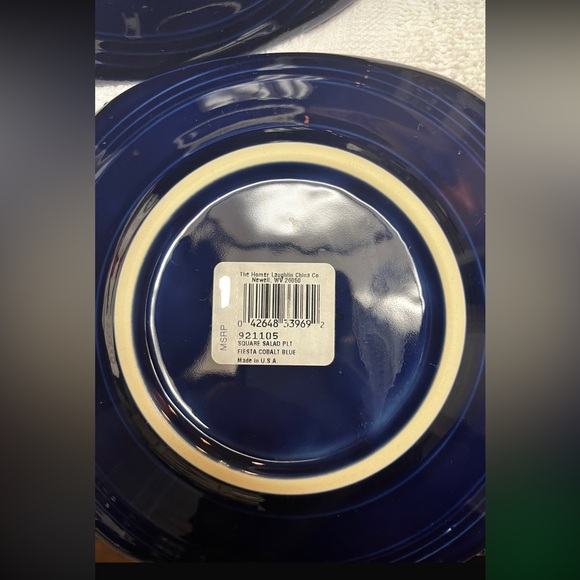 The Homer Laughlin China Co
Newell, WV 26050
0 42648 33969 2
MSRP
921105
SQUARE SALAD PLT
FIESTA COBALT BLUE
Made in U.S.A.